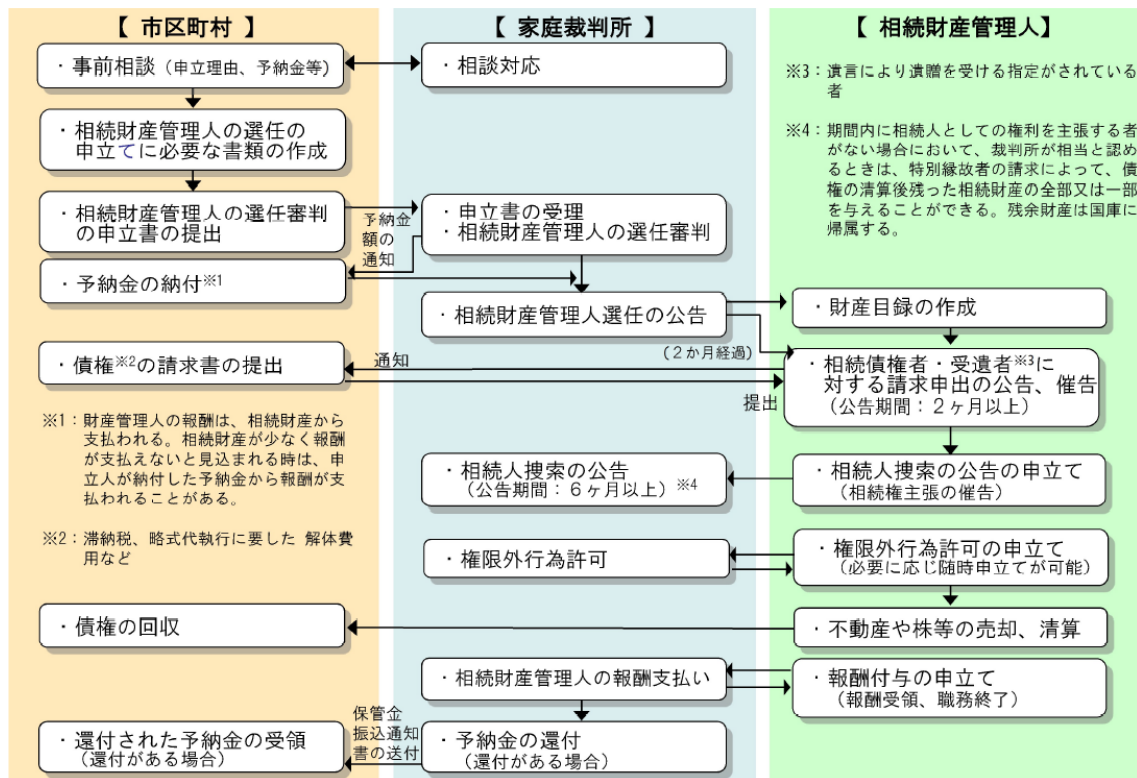 【 市区町村 】
【 家庭裁判所 】
【 相続財産管理人】
・事前相談（申立理由、予納金等）
・相談対応
※3：遺言により遺贈を受ける指定がされている
者
・相続財産管理人の選任の
申立てに必要な書類の作成
※4：期間内に相続人としての権利を主張する者
がない場合において、裁判所が相当と認め
るときは、特別縁故者の請求によって、債
権の清算後残った相続財産の全部又は一部
を与えることができる。残余財産は国庫に
帰属する。
・相続財産管理人の選任審判
の申立書の提出
予納金
額の
通知
・申立書の受理
・相続財産管理人の選任審判
・予納金の納付※1
・相続財産管理人選任の公告
・財産目録の作成
（２か月経過）
・債権※2の請求書の提出
通知
提出
・相続債権者・受遺者※3に
対する請求申出の公告、催告
（公告期間：２ヶ月以上）
※1：財産管理人の報酬は、相続財産から
支払われる。相続財産が少なく報酬
が支払えないと見込まれる時は、申
立人が納付した予納金から報酬が支
払われることがある。
・相続人捜索の公告
（公告期間：６ヶ月以上）※4
・相続人捜索の公告の申立て
（相続権主張の催告）
※2：滞納税、略式代執行に要した 解体費
用など
・権限外行為許可
・権限外行為許可の申立て
（必要に応じ随時申立てが可能）
・債権の回収
・不動産や株等の売却、清算
・相続財産管理人の報酬支払い
・報酬付与の申立て
（報酬受領、職務終了）
・還付された予納金の受領
（還付がある場合）
保管金
振込通知
書の送付
・予納金の還付
（還付がある場合）